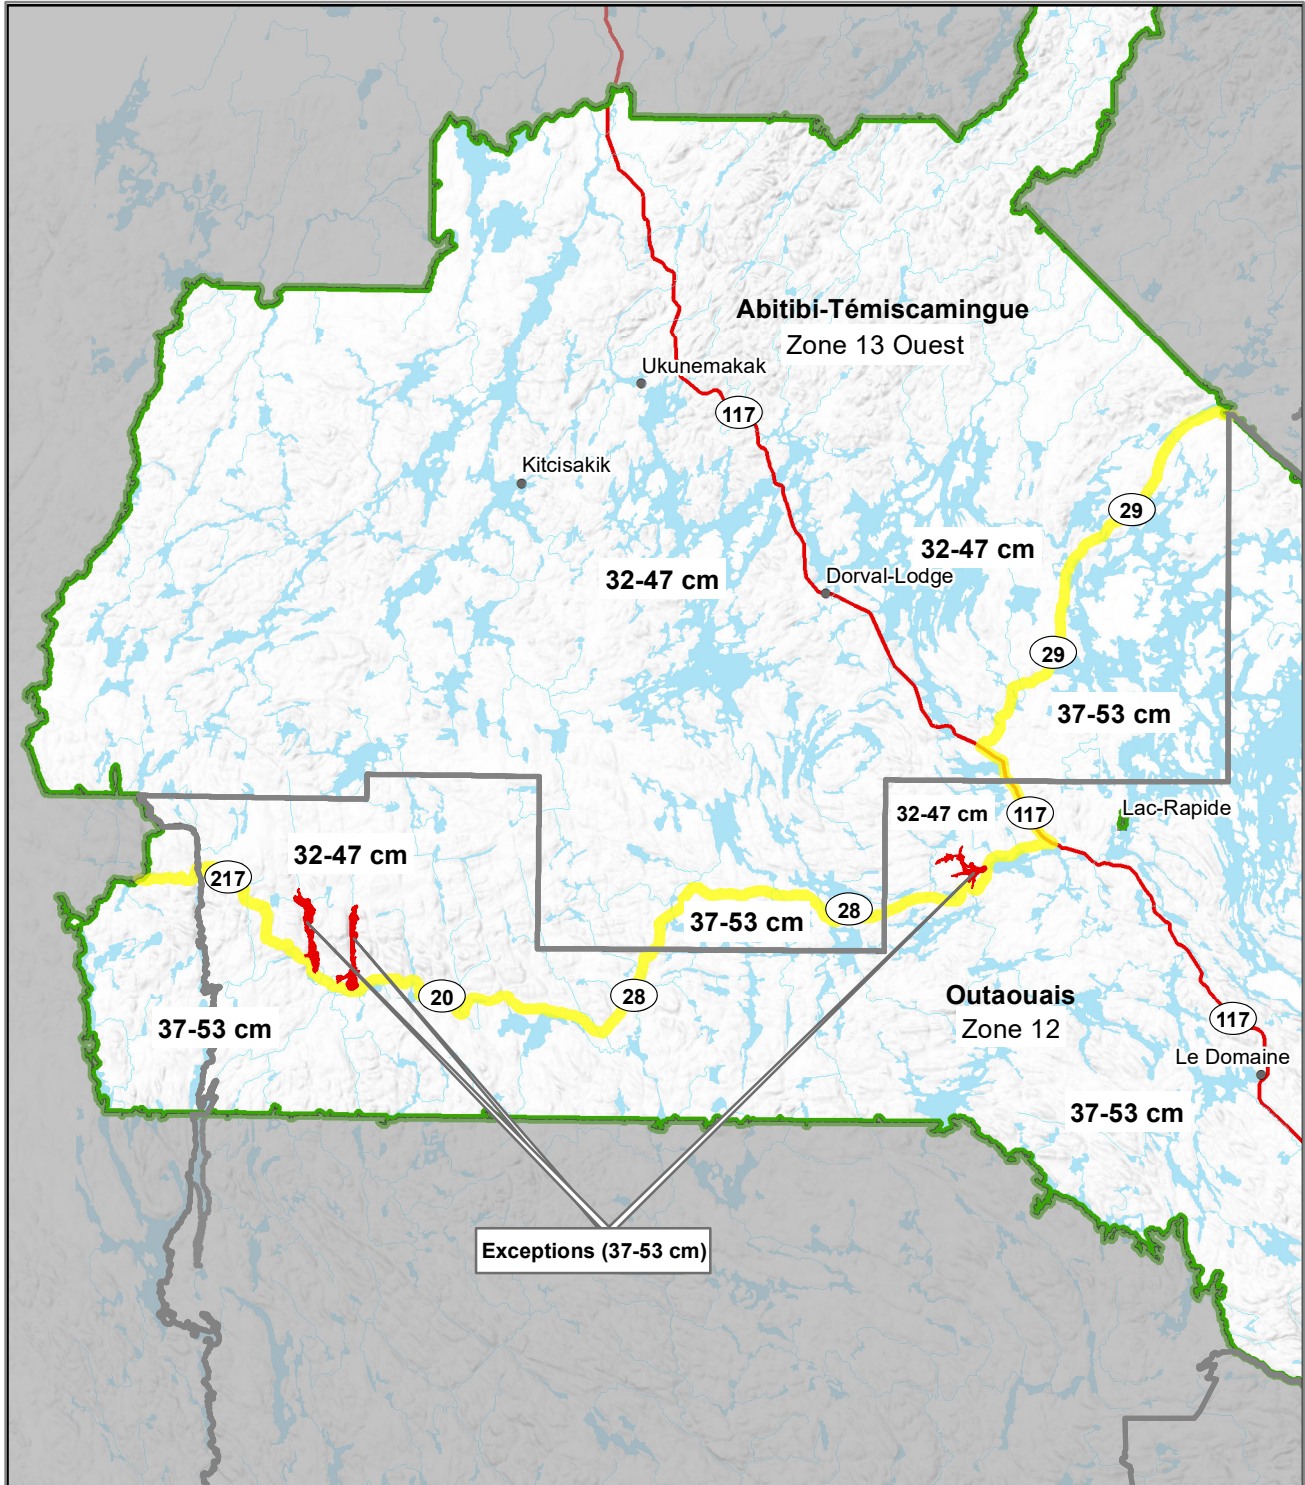 Abitibi-Témiscamingue
Zone 13 Ouest
Ukunemakak
117
Kitcisakik
29
32-47 cm
32-47 cm
Dorval-Lodge
29
37-53 cm
32-47 cm
117
Lac-Rapide
32-47 cm
217
37-53 cm
28
20
28
Outaouais
Zone 12
37-53 cm
117
Le Domaine
37-53 cm
Exceptions (37-53 cm)